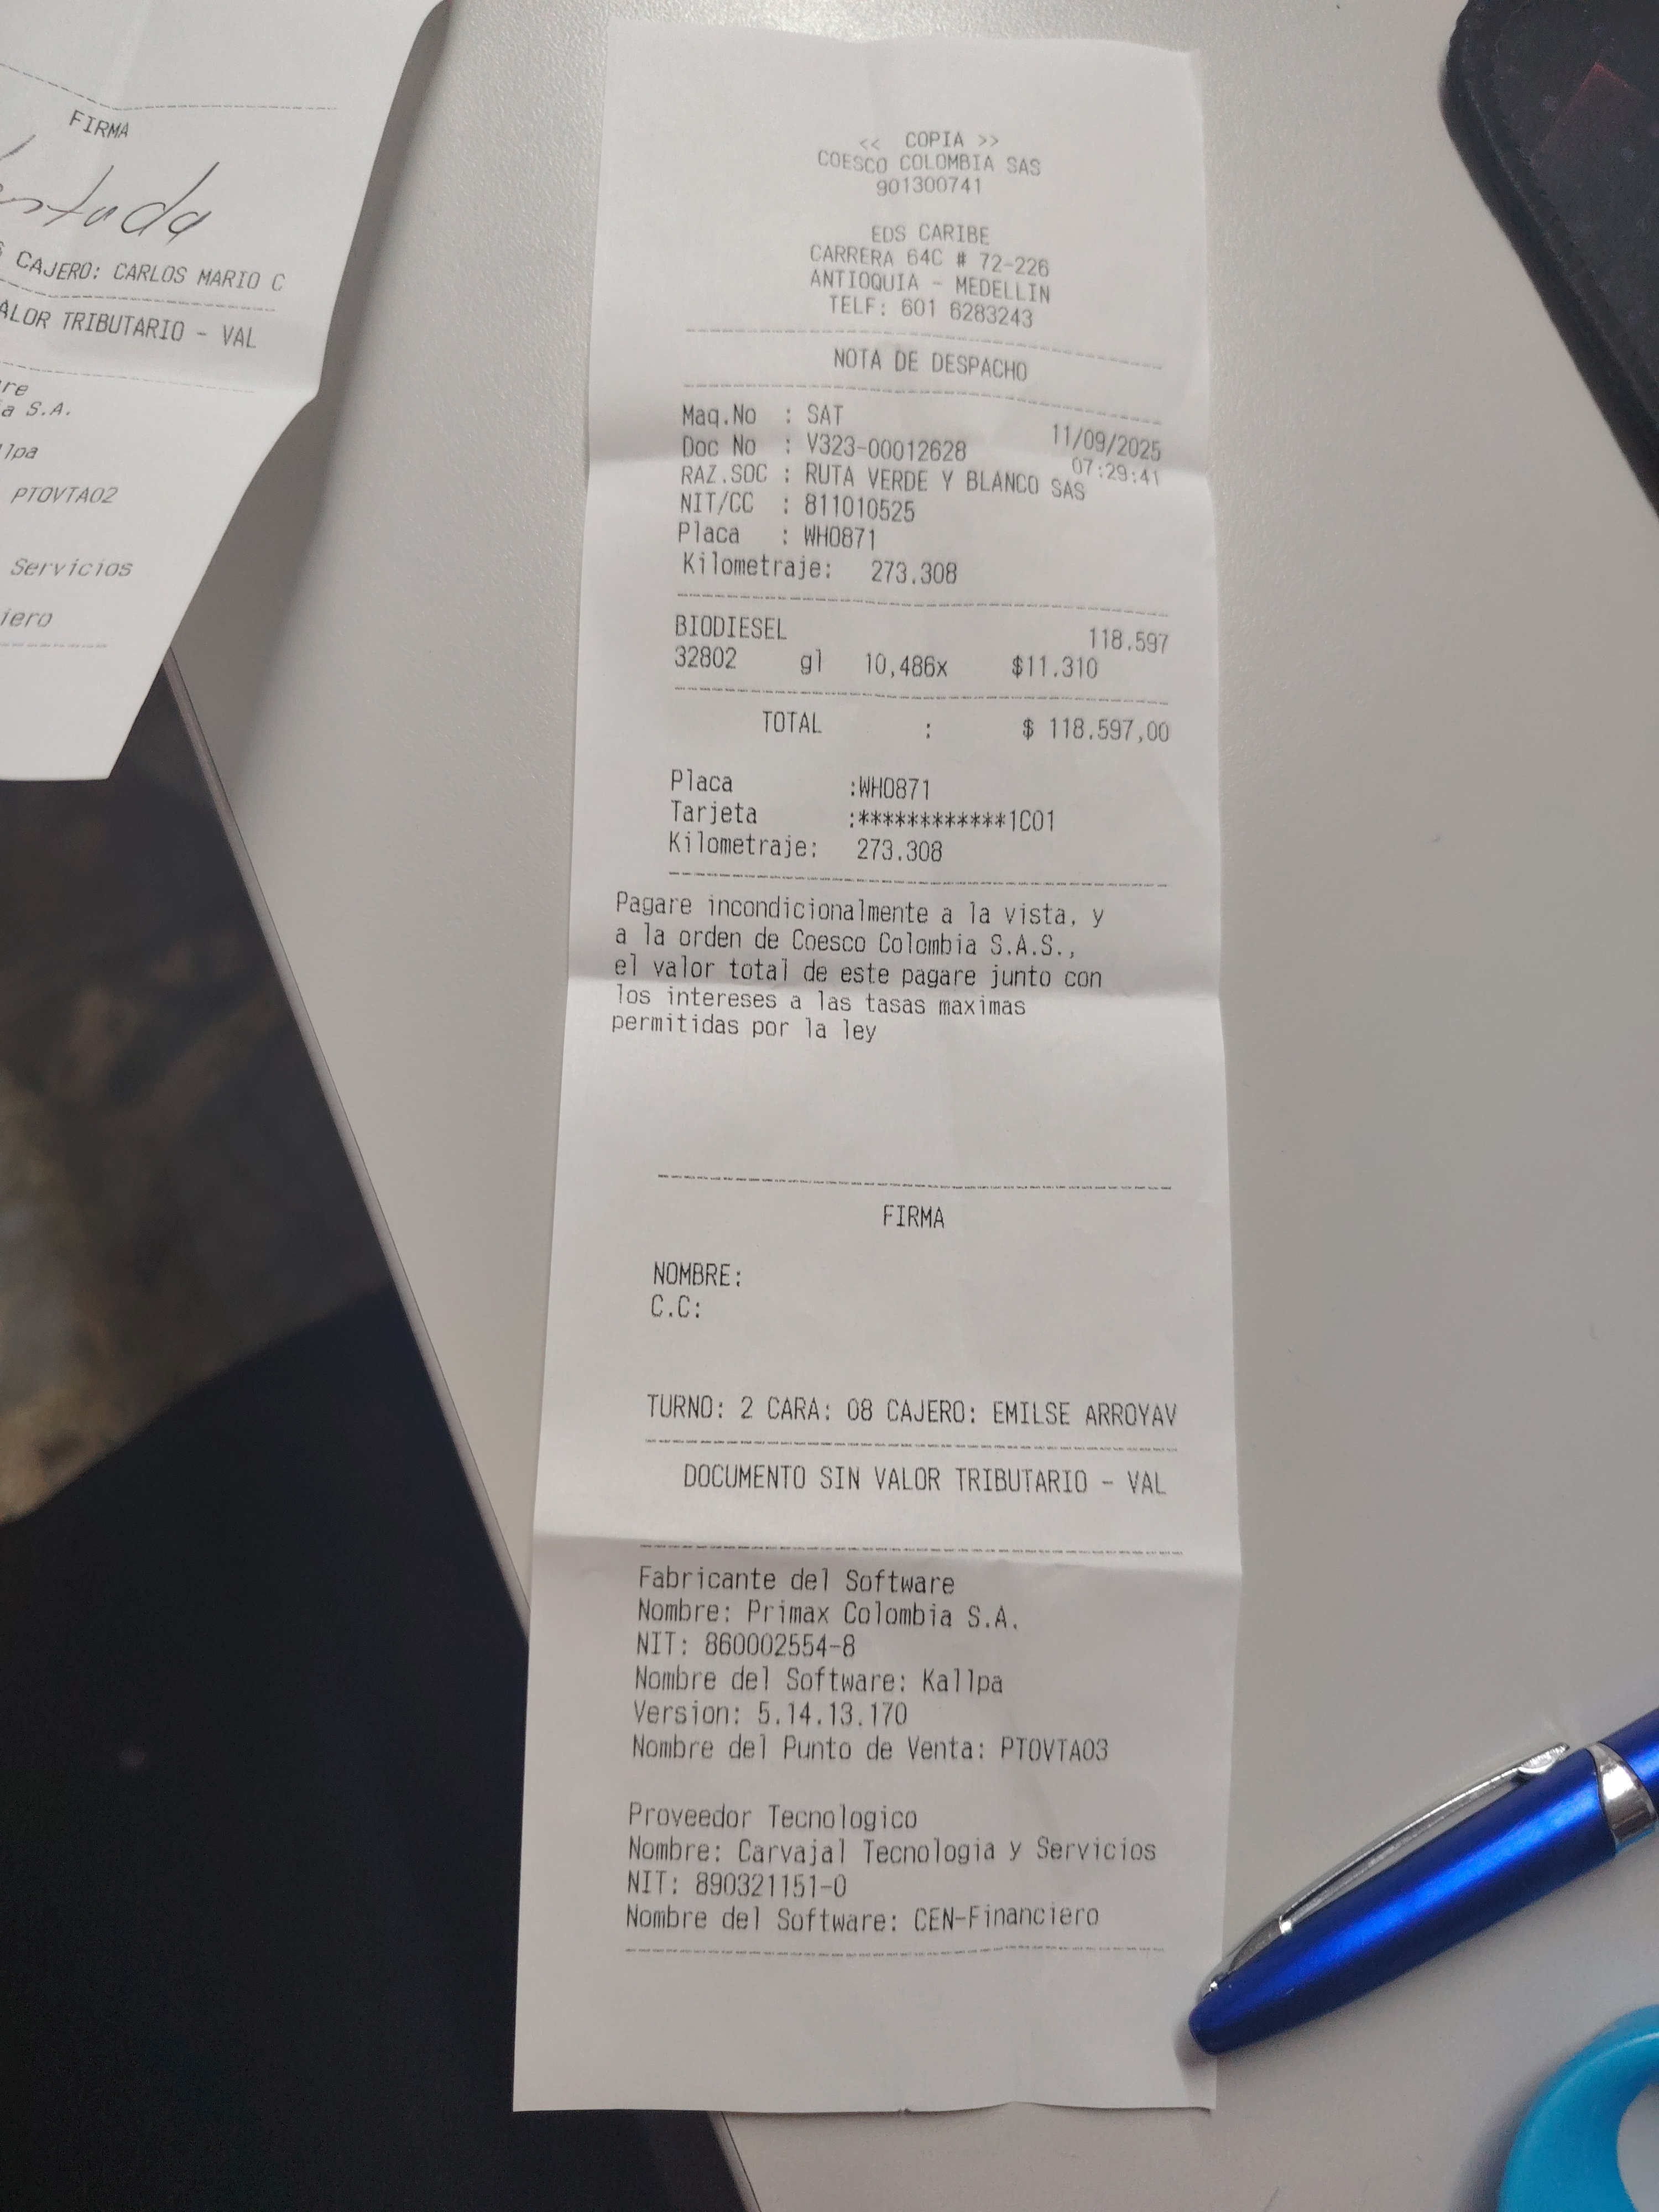 FIRMA
CAJERO: CARLOS MARIO C
ALOR TRIBUTARIO - VAL
a S.A.
PTOVTA02
Servicios
<< COPIA >>
COESCO COLOMBIA SAS
901300741
EDS CARIBE
CARRERA 64C # 72-226
ANTIOQUIA - MEDELLIN
TELF: 601 6283243
NOTA DE DESPACHO
Maq.No : SAT 11/09/2025
Doc No : V323-00012628 07:29:41
RAZ.SOC : RUTA VERDE Y BLANCO SAS
NIT/CC : 811010525
Placa : WHO871
Kilometraje: 273.308
BIODIESEL 118.597
32802 gl 10,486x $11.310
TOTAL : $ 118.597,00
Placa :WHO871
Tarjeta :************1C01
Kilometraje: 273.308
Pagare incondicionalmente a la vista, y
a la orden de Coesco Colombia S.A.S.,
el valor total de este pagare junto con
los intereses a las tasas maximas
permitidas por la ley
FIRMA
NOMBRE:
C.C:
TURNO: 2 CARA: 08 CAJERO: EMILSE ARROYAV
DOCUMENTO SIN VALOR TRIBUTARIO - VAL
Fabricante del Software
Nombre: Primax Colombia S.A.
NIT: 860002554-8
Nombre del Software: Kallpa
Version: 5.14.13.170
Nombre del Punto de Venta: PTOVTA03
Proveedor Tecnologico
Nombre: Carvajal Tecnologia y Servicios
NIT: 890321151-0
Nombre del Software: CEN-Financiero